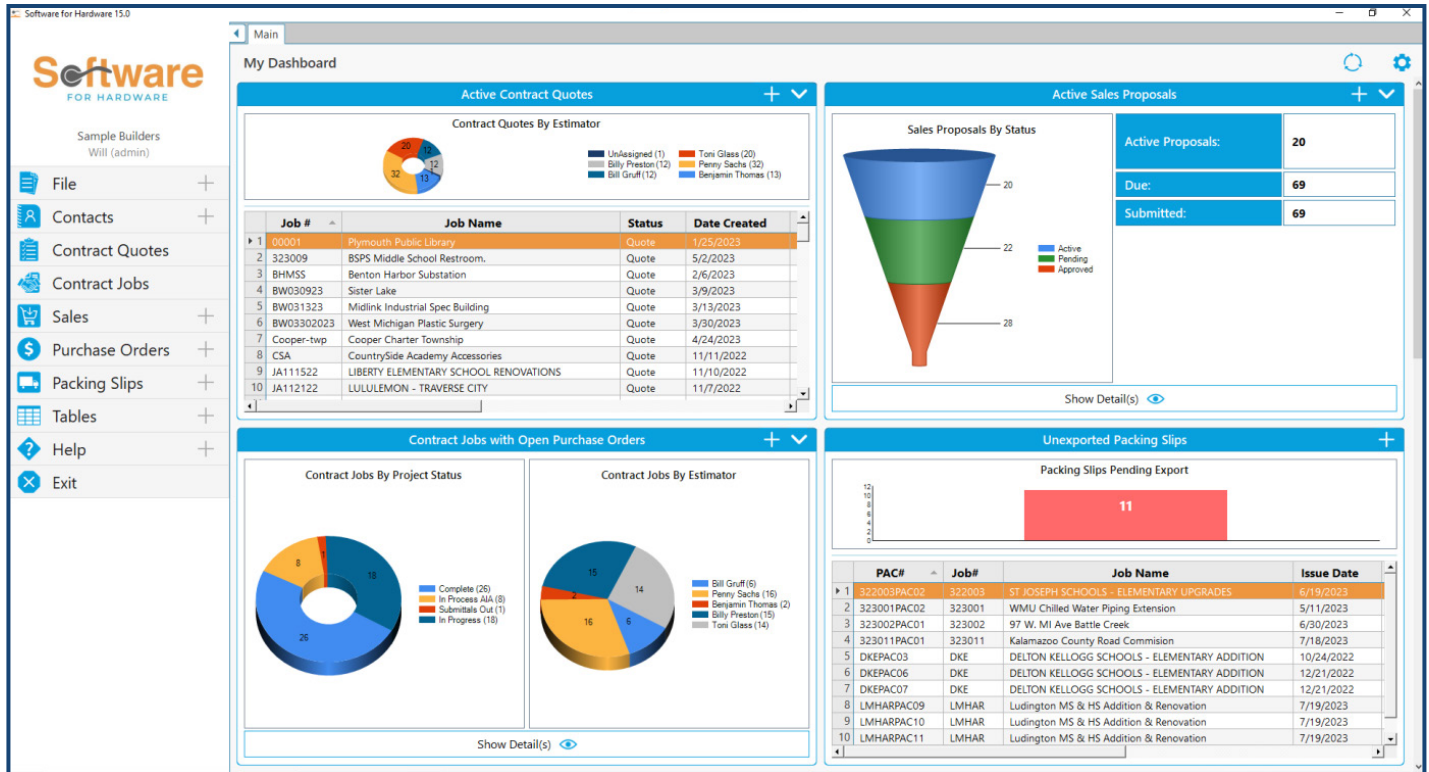 Software for Hardware 15.0
Main
Software
FOR HARDWARE
Sample Builders
Will (admin)
File
Contacts
Contract Quotes
Contract Jobs
Sales
Purchase Orders
Packing Slips
Tables
Help
Exit
My Dashboard
Active Contract Quotes
Contract Quotes By Estimator
20
12
12
13
32
UnAssigned (1) Toni Glass (20)
Billy Preston (12) Penny Sachs (32)
Bill Gruff (12) Benjamin Thomas (13)
Job # Job Name Status Date Created
1 00001 Plymouth Public Library Quote 1/25/2023
2 323009 BSPS Middle School Restroom. Quote 5/2/2023
3 BHMSS Benton Harbor Substation Quote 2/6/2023
4 BW030923 Sister Lake Quote 3/9/2023
5 BW031323 Midlink Industrial Spec Building Quote 3/13/2023
6 BW03302023 West Michigan Plastic Surgery Quote 3/30/2023
7 Cooper-twp Cooper Charter Township Quote 4/24/2023
8 CSA CountrySide Academy Accessories Quote 11/11/2022
9 JA111522 LIBERTY ELEMENTARY SCHOOL RENOVATIONS Quote 11/10/2022
10 JA112122 LULULEMON - TRAVERSE CITY Quote 11/7/2022
Active Sales Proposals
Sales Proposals By Status
20
22
28
Active
Pending
Approved
Active Proposals: 20
Due: 69
Submitted: 69
Show Detail(s)
Contract Jobs with Open Purchase Orders
Contract Jobs By Project Status
8
1
18
26
Complete (26)
In Process AIA (8)
Submittals Out (1)
In Progress (18)
Contract Jobs By Estimator
15
14
2
16
6
Bill Gruff (6)
Penny Sachs (16)
Benjamin Thomas (2)
Billy Preston (15)
Toni Glass (14)
Show Detail(s)
Unexported Packing Slips
Packing Slips Pending Export
12
10
8
6
4
2
0
11
PAC# Job# Job Name Issue Date
1 322003PAC02 322003 ST JOSEPH SCHOOLS - ELEMENTARY UPGRADES 6/19/2023
2 323001PAC02 323001 WMU Chilled Water Piping Extension 5/11/2023
3 323002PAC01 323002 97 W. MI Ave Battle Creek 6/30/2023
4 323011PAC01 323011 Kalamazoo County Road Commision 7/18/2023
5 DKEPAC03 DKE DELTON KELLOGG SCHOOLS - ELEMENTARY ADDITION 10/24/2022
6 DKEPAC06 DKE DELTON KELLOGG SCHOOLS - ELEMENTARY ADDITION 12/21/2022
7 DKEPAC07 DKE DELTON KELLOGG SCHOOLS - ELEMENTARY ADDITION 12/21/2022
8 LMHARPAC09 LMHAR Ludington MS & HS Addition & Renovation 7/19/2023
9 LMHARPAC10 LMHAR Ludington MS & HS Addition & Renovation 7/19/2023
10 LMHARPAC11 LMHAR Ludington MS & HS Addition & Renovation 7/19/2023